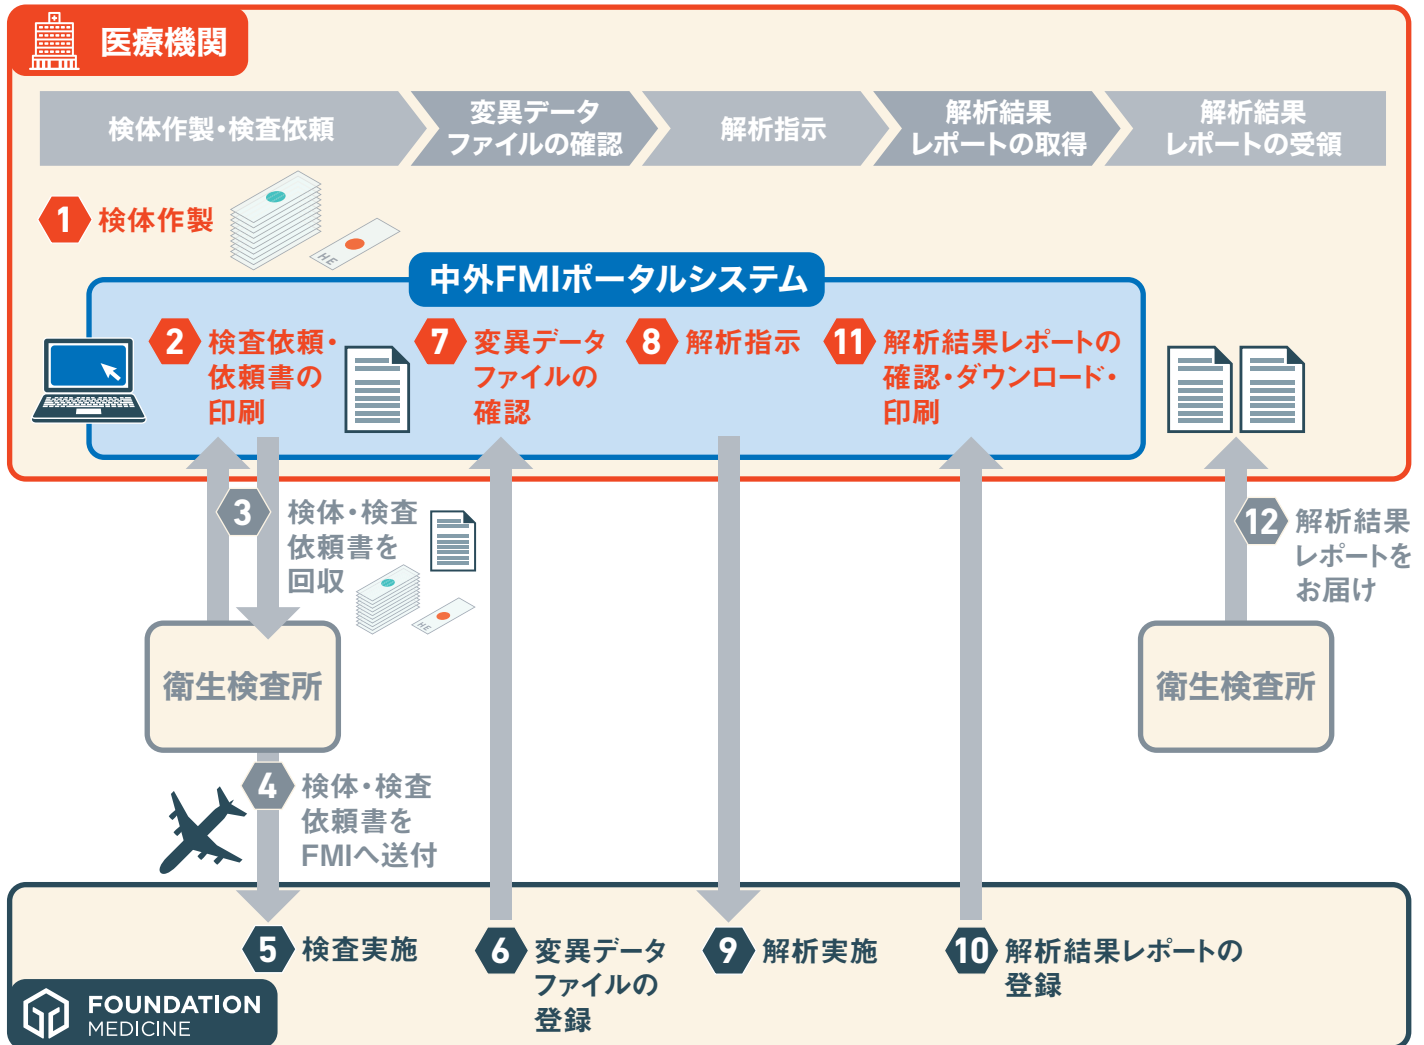 医療機関
検体作製・検査依頼
変異データ
ファイルの確認
解析指示
解析結果
レポートの取得
解析結果
レポートの受領
1 検体作製
HE
中外FMIポータルシステム
2 検査依頼・
依頼書の
印刷
7 変異データ
ファイルの
確認
8 解析指示
11 解析結果レポートの
確認・ダウンロード・
印刷
3 検体・検査
依頼書を
回収
HE
12 解析結果
レポートを
お届け
衛生検査所
衛生検査所
4 検体・検査
依頼書を
FMIへ送付
5 検査実施
6 変異データ
ファイルの
登録
9 解析実施
10 解析結果レポートの
登録
FOUNDATION
MEDICINE